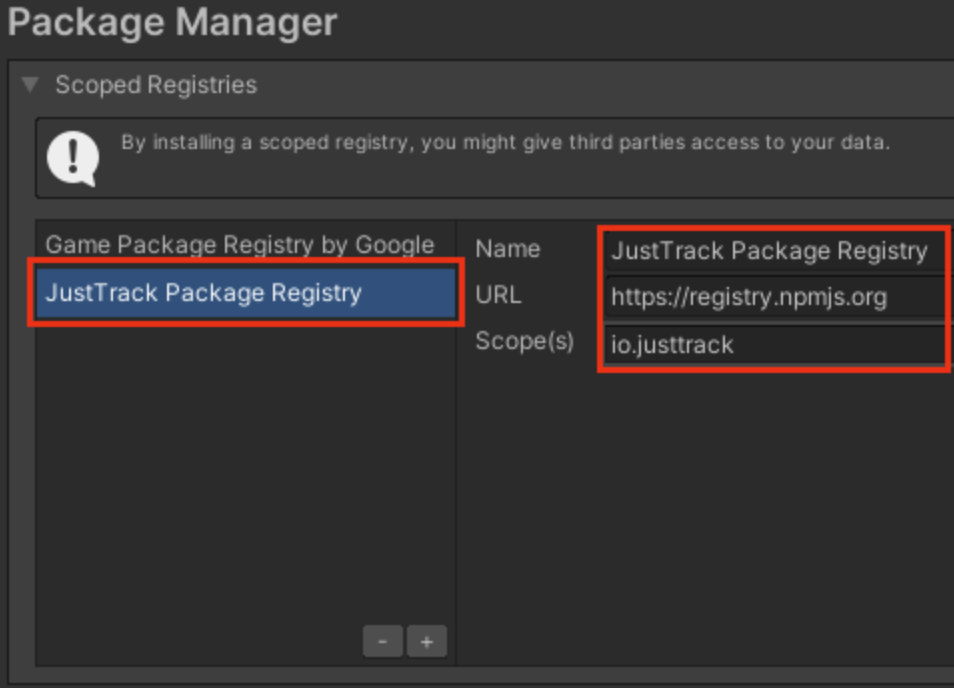 Package Manager
Scoped Registries
By installing a scoped registry, you might give third parties access to your data.
Game Package Registry by Google
JustTrack Package Registry
Name
JustTrack Package Registry
URL
https://registry.npmjs.org
Scope(s)
io.justtrack
- +